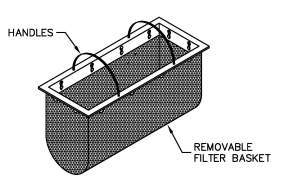 HANDLES
REMOVABLE
FILTER BASKET